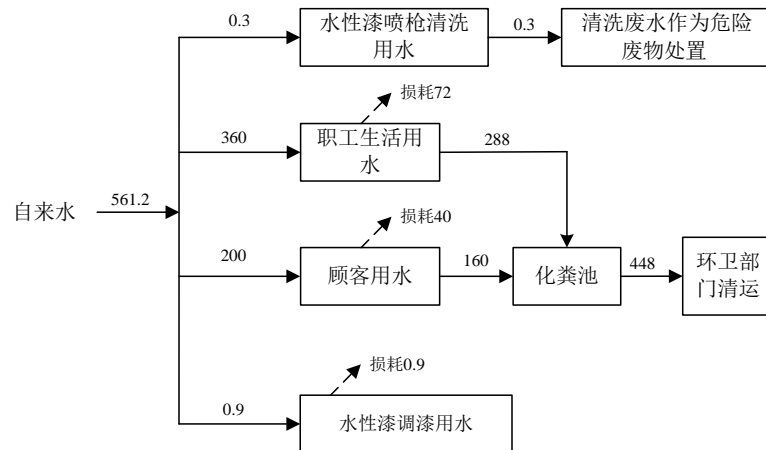 0.3
水性漆喷枪清洗
用水
0.3
清洗废水作为危险
废物处置
损耗72
360
职工生活用
水
288
561.2
自来水
损耗40
200
顾客用水
160
化粪池
448
环卫部
门清运
损耗0.9
0.9
水性漆调漆用水